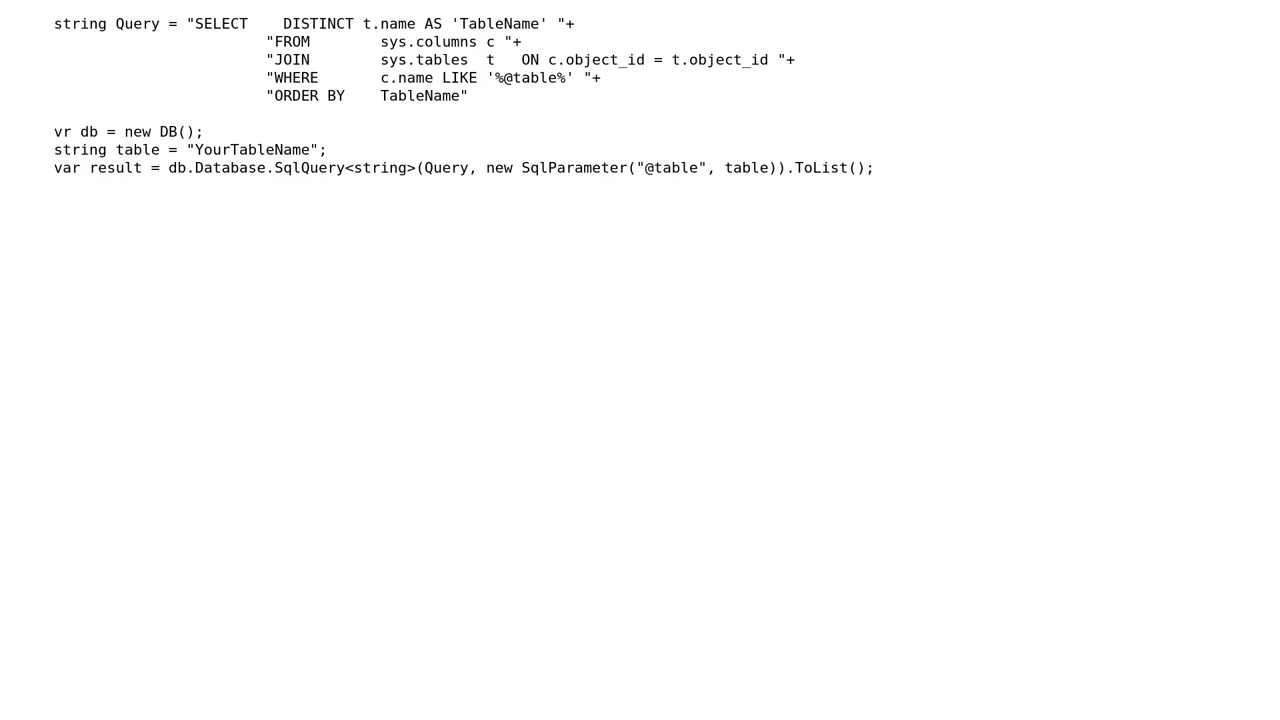 string Query = "SELECT    DISTINCT t.name AS 'TableName' "+
                        "FROM        sys.columns c "+
                        "JOIN        sys.tables  t   ON c.object_id = t.object_id "+
                        "WHERE       c.name LIKE '%@table%' "+
                        "ORDER BY    TableName"
vr db = new DB();
string table = "YourTableName";
var result = db.Database.SqlQuery<string>(Query, new SqlParameter("@table", table)).ToList();